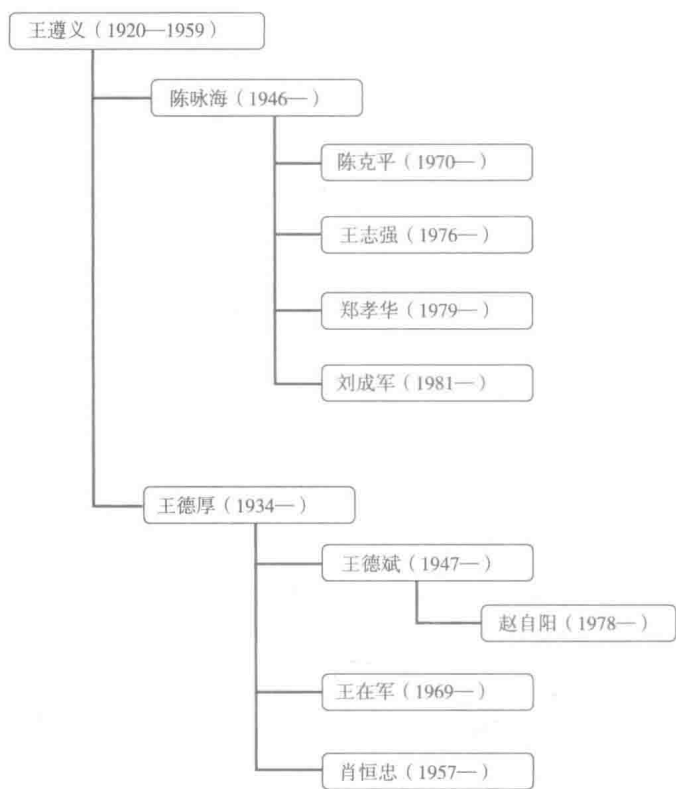 王遵义（1920—1959）
陈咏海（1946—）
陈克平（1970—）
王志强（1976—）
郑孝华（1979—）
刘成军（1981—）
王德厚（1934—）
王德斌（1947—）
赵自阳（1978—）
王在军（1969—）
肖恒忠（1957—）